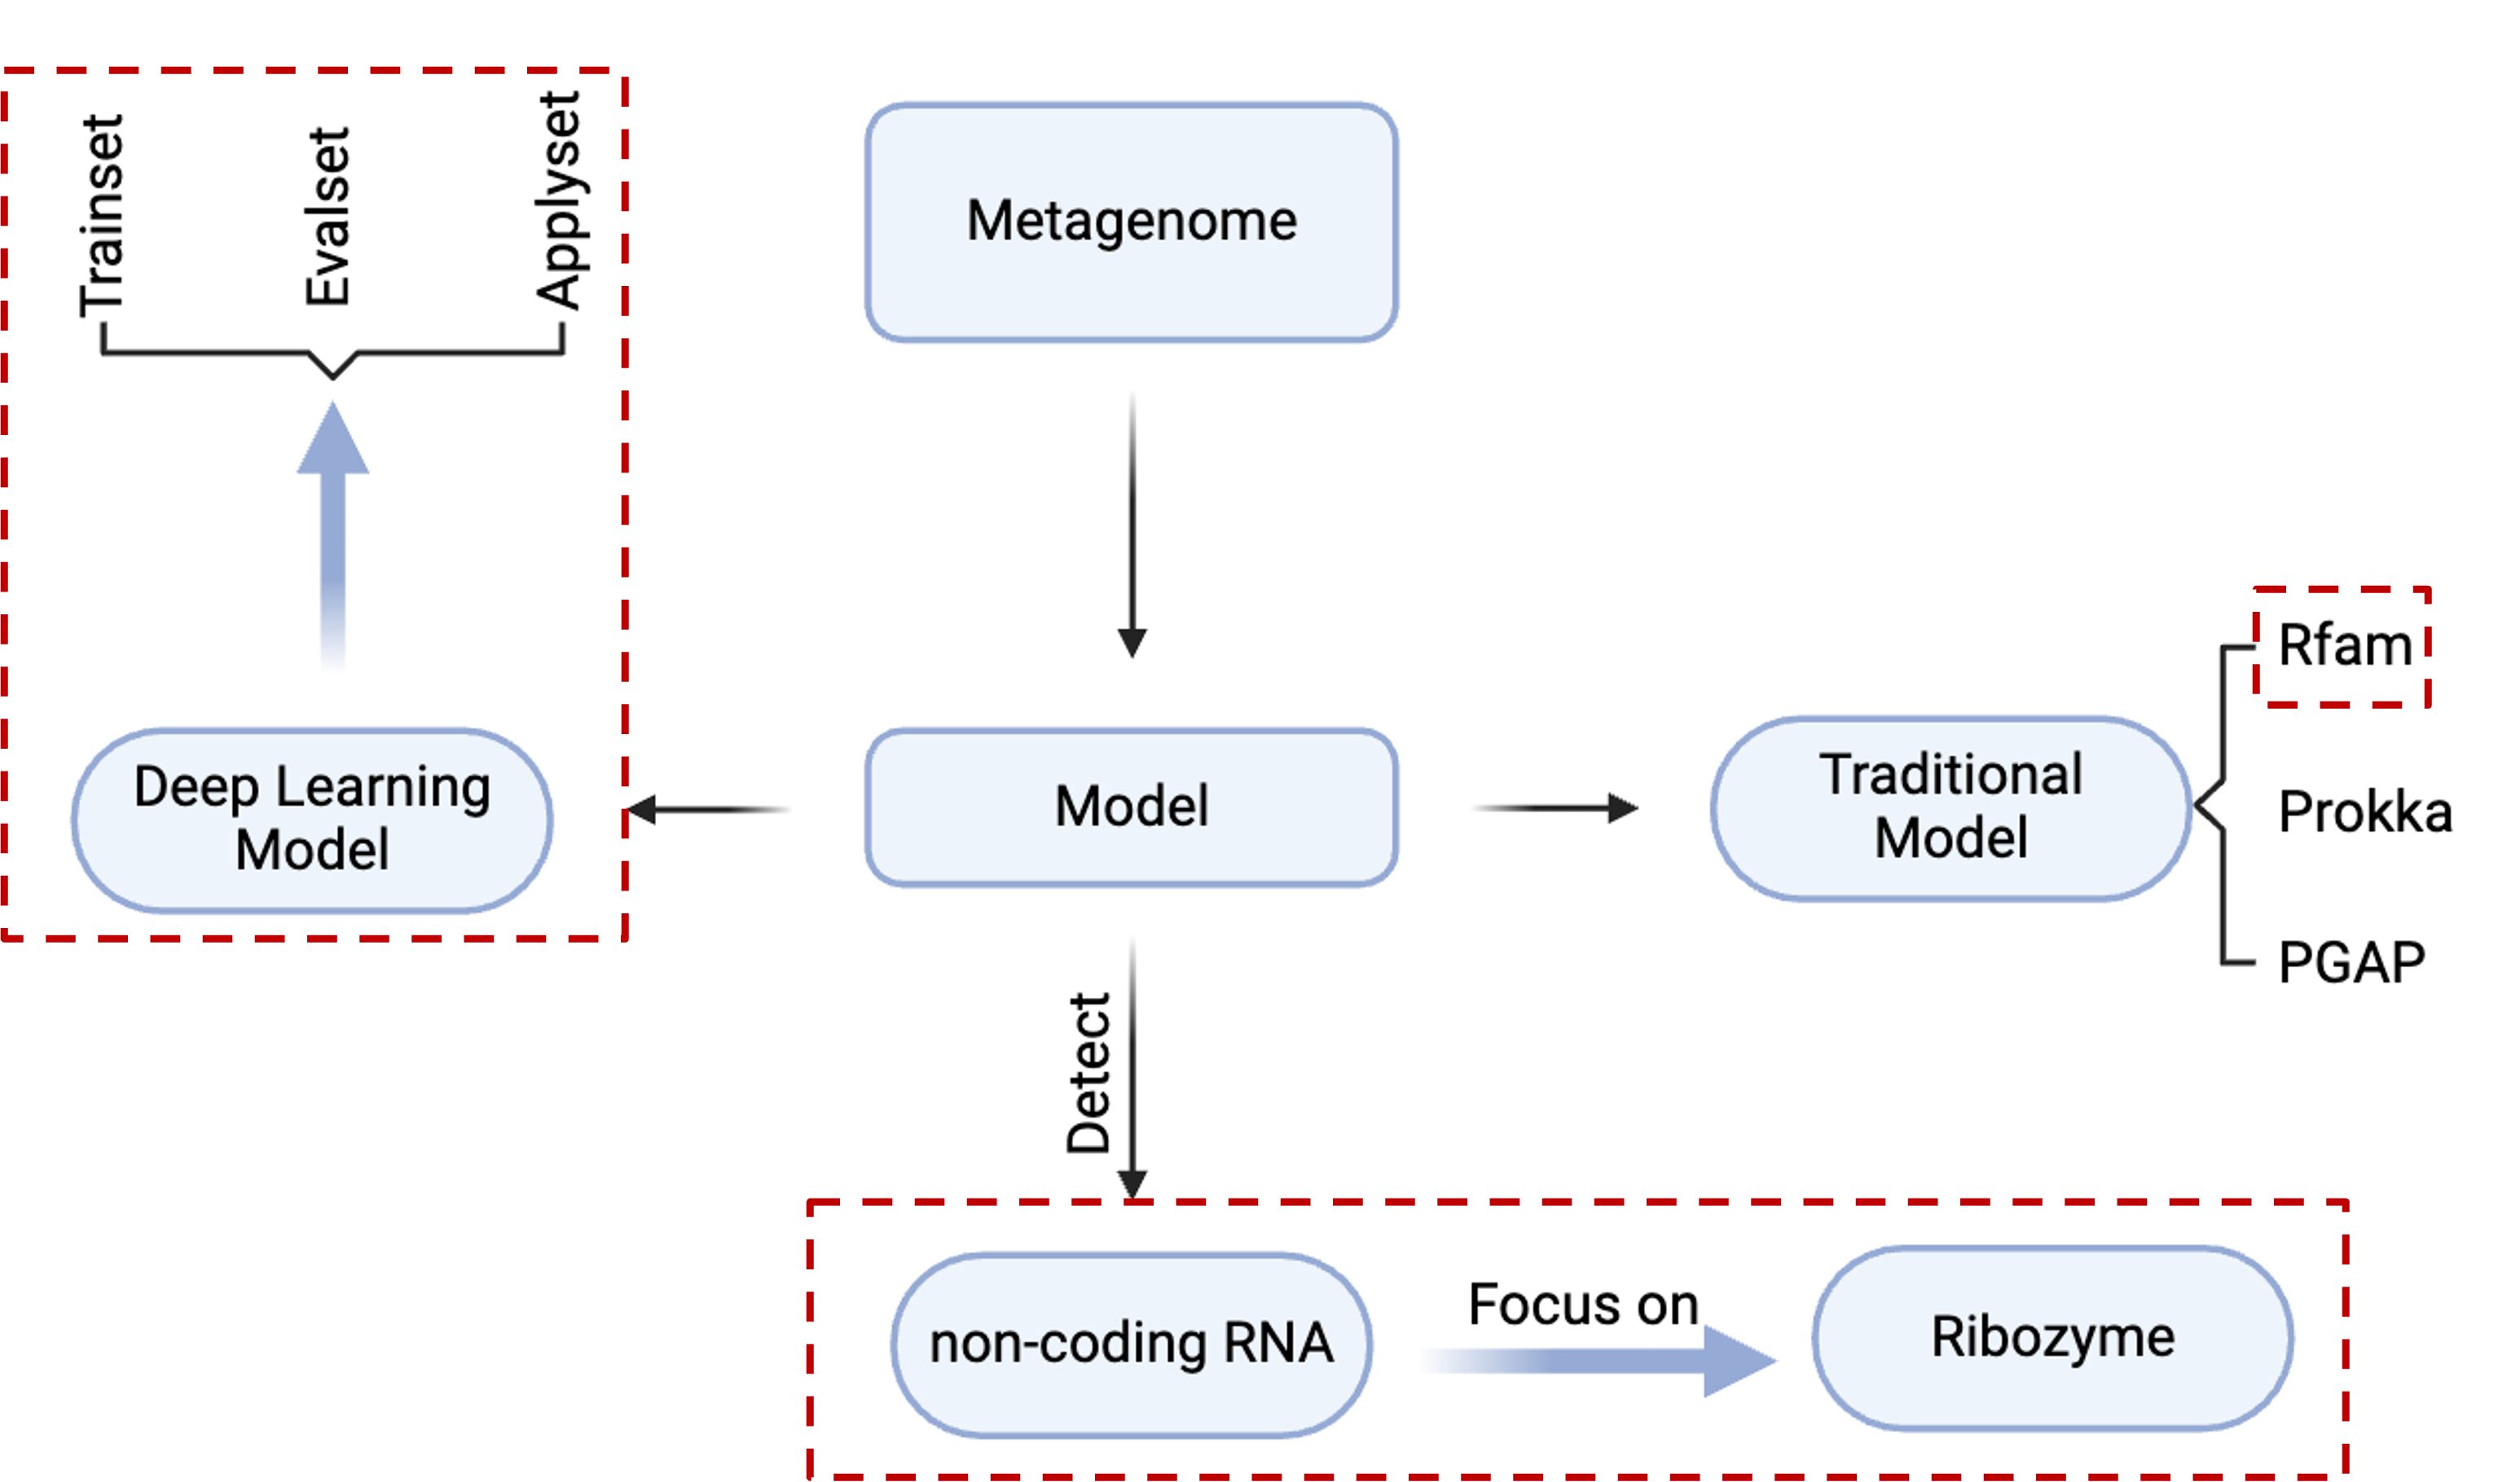 Trainset
Evalset
Applyset
Metagenome
Deep Learning
Model
Model
Traditional
Model
Rfam
Prokka
PGAP
Detect
non-coding RNA
Focus on
Ribozyme